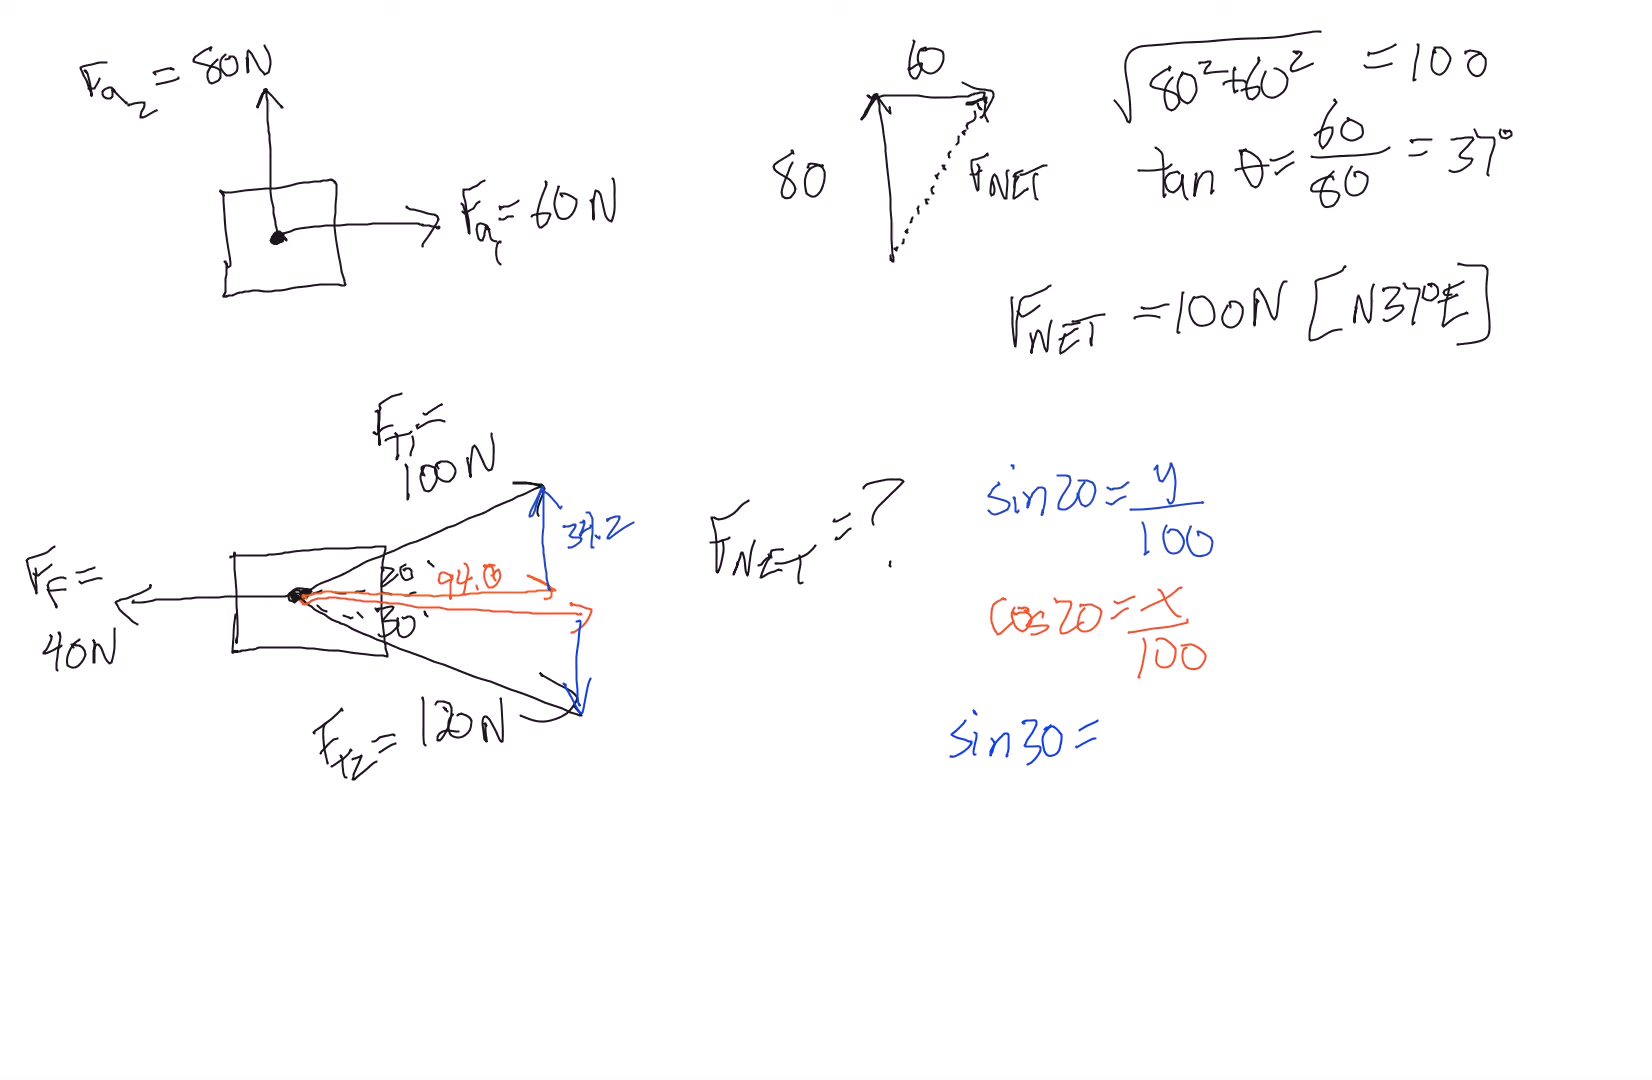 Fa2 = 80N
Fa1 = 60N
60
80
FNET
√80²+60² = 100
tan θ = 60/80 = 37°
FNET = 100N [N37°E]
FT1 =
100N
34.2
20°
94.0
30°
FF =
40N
FT2 = 120N
FNET = ?
sin20 = y/100
cos20 = x/100
sin30 =